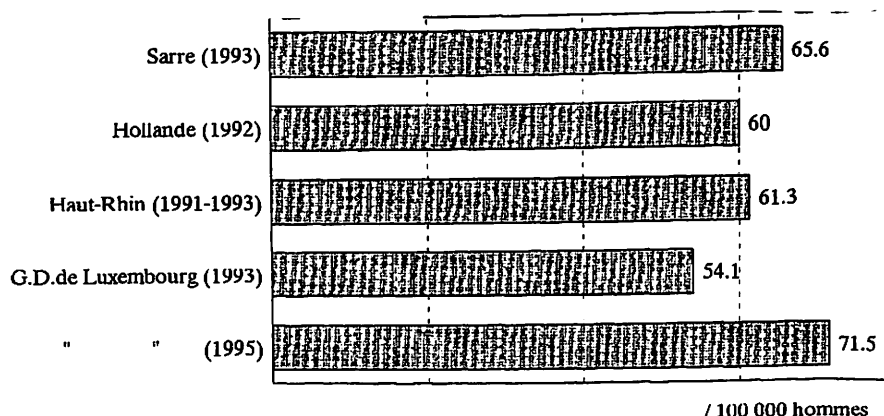 Sarre (1993) 65.6
Hollande (1992) 60
Haut-Rhin (1991-1993) 61.3
G.D.de Luxembourg (1993) 54.1
" " (1995) 71.5
/ 100 000 hommes